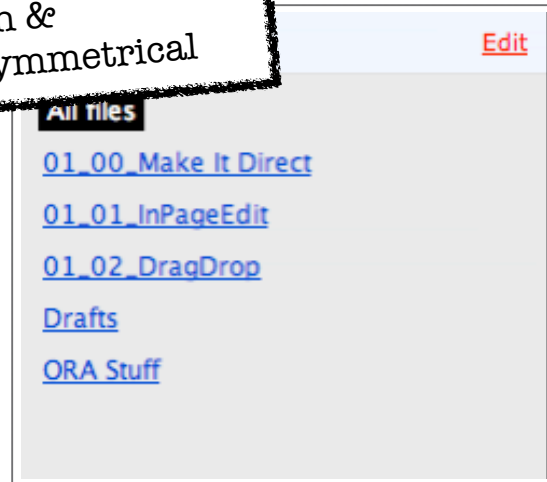 &
ymmetrical
Edit
All files
01_00_Make It Direct
01_01_InPageEdit
01_02_DragDrop
Drafts
ORA Stuff